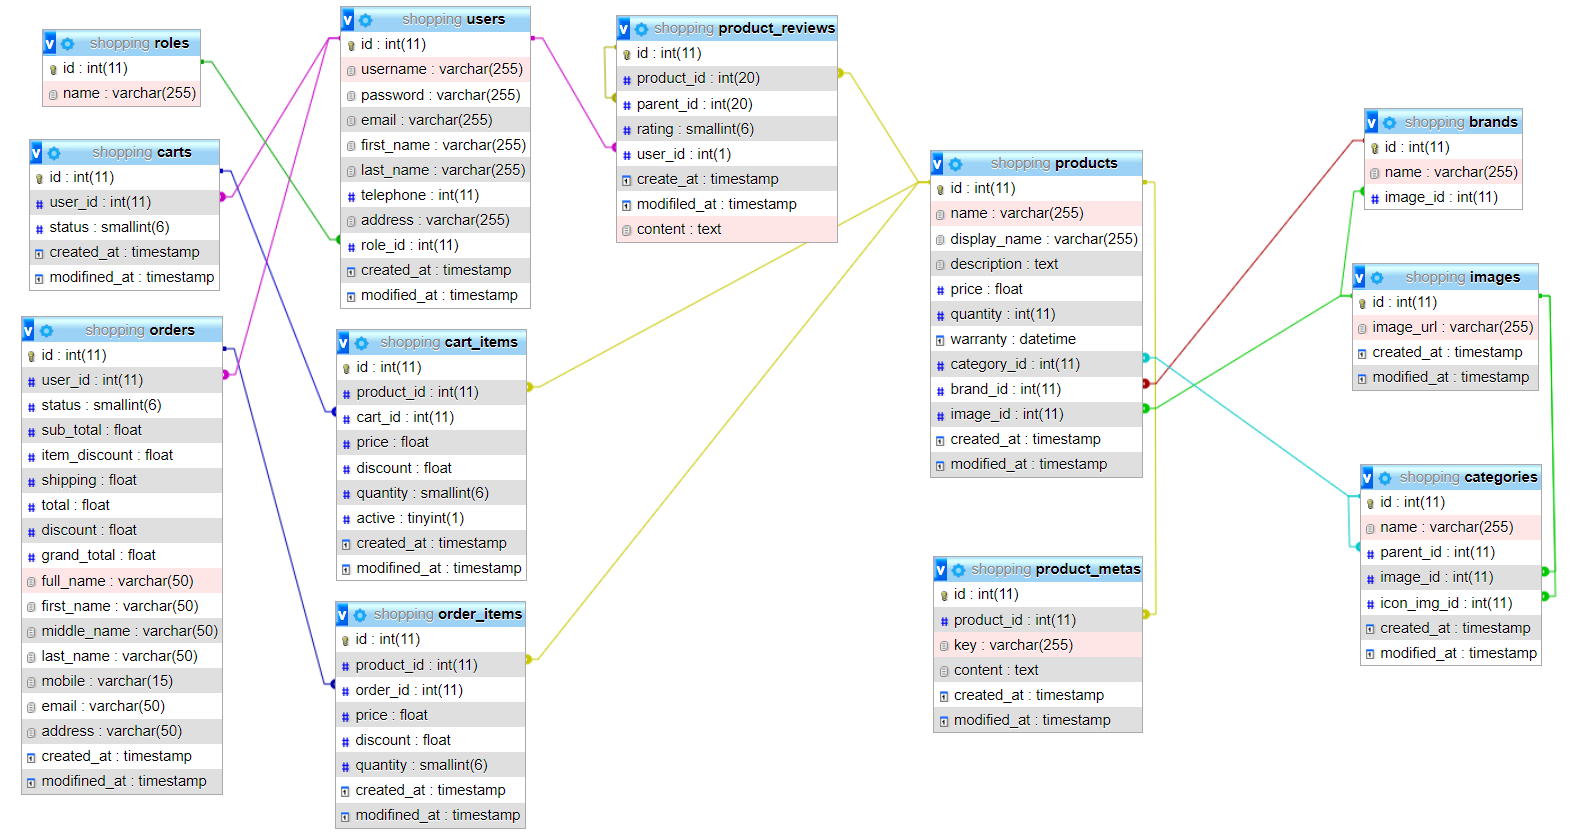 shopping roles
id : int(11)
name : varchar(255)
shopping carts
id : int(11)
user_id : int(11)
status : smallint(6)
created_at : timestamp
modifined_at : timestamp
shopping orders
id : int(11)
user_id : int(11)
status : smallint(6)
sub_total : float
item_discount : float
shipping : float
total : float
discount : float
grand_total : float
full_name : varchar(50)
first_name : varchar(50)
middle_name : varchar(50)
last_name : varchar(50)
mobile : varchar(15)
email : varchar(50)
address : varchar(50)
created_at : timestamp
modifined_at : timestamp
shopping users
id : int(11)
username : varchar(255)
password : varchar(255)
email : varchar(255)
first_name : varchar(255)
last_name : varchar(255)
telephone : int(11)
address : varchar(255)
role_id : int(11)
created_at : timestamp
modified_at : timestamp
shopping cart_items
id : int(11)
product_id : int(11)
cart_id : int(11)
price : float
discount : float
quantity : smallint(6)
active : tinyint(1)
created_at : timestamp
modifined_at : timestamp
shopping order_items
id : int(11)
product_id : int(11)
order_id : int(11)
price : float
discount : float
quantity : smallint(6)
created_at : timestamp
modifined_at : timestamp
shopping product_reviews
id : int(11)
product_id : int(20)
parent_id : int(20)
rating : smallint(6)
user_id : int(1)
create_at : timestamp
modifiled_at : timestamp
content : text
shopping products
id : int(11)
name : varchar(255)
display_name : varchar(255)
description : text
price : float
quantity : int(11)
warranty : datetime
category_id : int(11)
brand_id : int(11)
image_id : int(11)
created_at : timestamp
modified_at : timestamp
shopping product_metas
id : int(11)
product_id : int(11)
key : varchar(255)
content : text
created_at : timestamp
modified_at : timestamp
shopping brands
id : int(11)
name : varchar(255)
image_id : int(11)
shopping images
id : int(11)
image_url : varchar(255)
created_at : timestamp
modified_at : timestamp
shopping categories
id : int(11)
name : varchar(255)
parent_id : int(11)
image_id : int(11)
icon_img_id : int(11)
created_at : timestamp
modified_at : timestamp